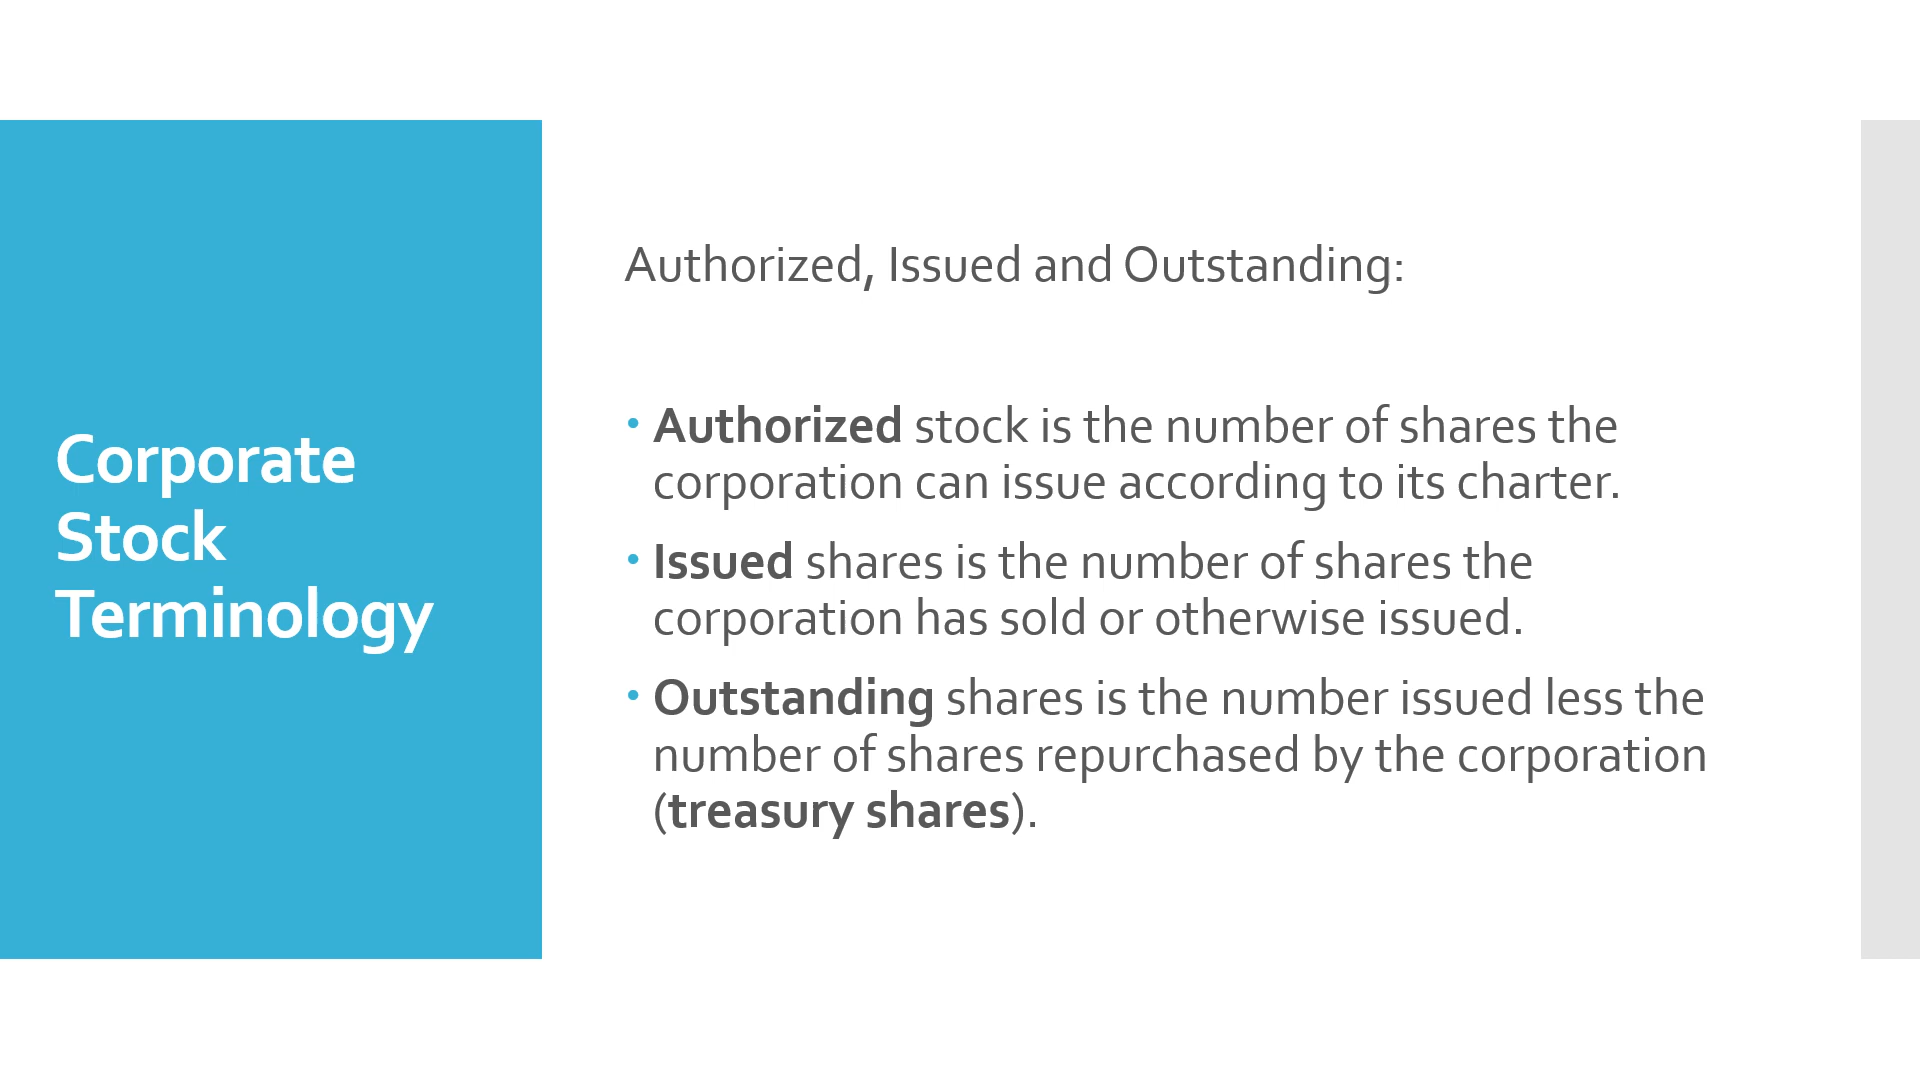 Corporate
Stock
Terminology
Authorized, Issued and Outstanding:
• Authorized stock is the number of shares the
corporation can issue according to its charter.
• Issued shares is the number of shares the
corporation has sold or otherwise issued.
• Outstanding shares is the number issued less the
number of shares repurchased by the corporation
(treasury shares).